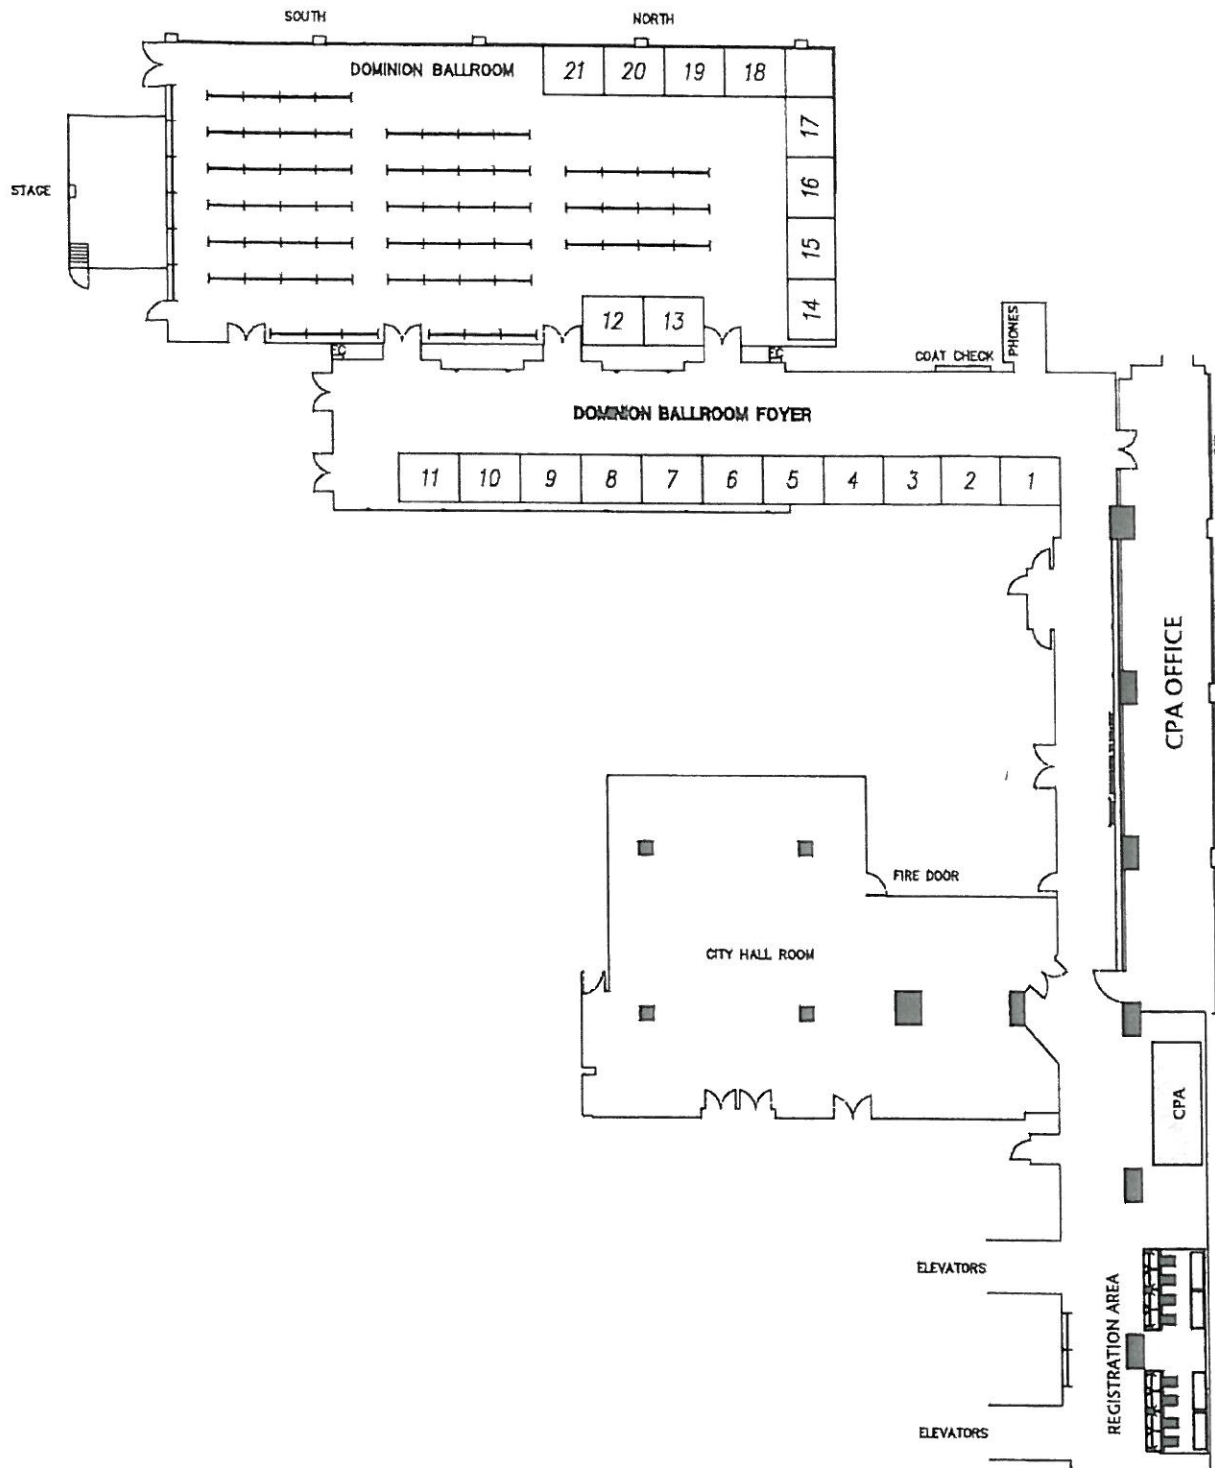 SOUTH
NORTH
DOMINION BALLROOM
21
20
19
18
17
16
15
14
STAGE
12
13
EC
EC
COAT CHECK
PHONES
DOMINION BALLROOM FOYER
11
10
9
8
7
6
5
4
3
2
1
CPA OFFICE
FIRE DOOR
CITY HALL ROOM
CPA
ELEVATORS
REGISTRATION AREA
ELEVATORS